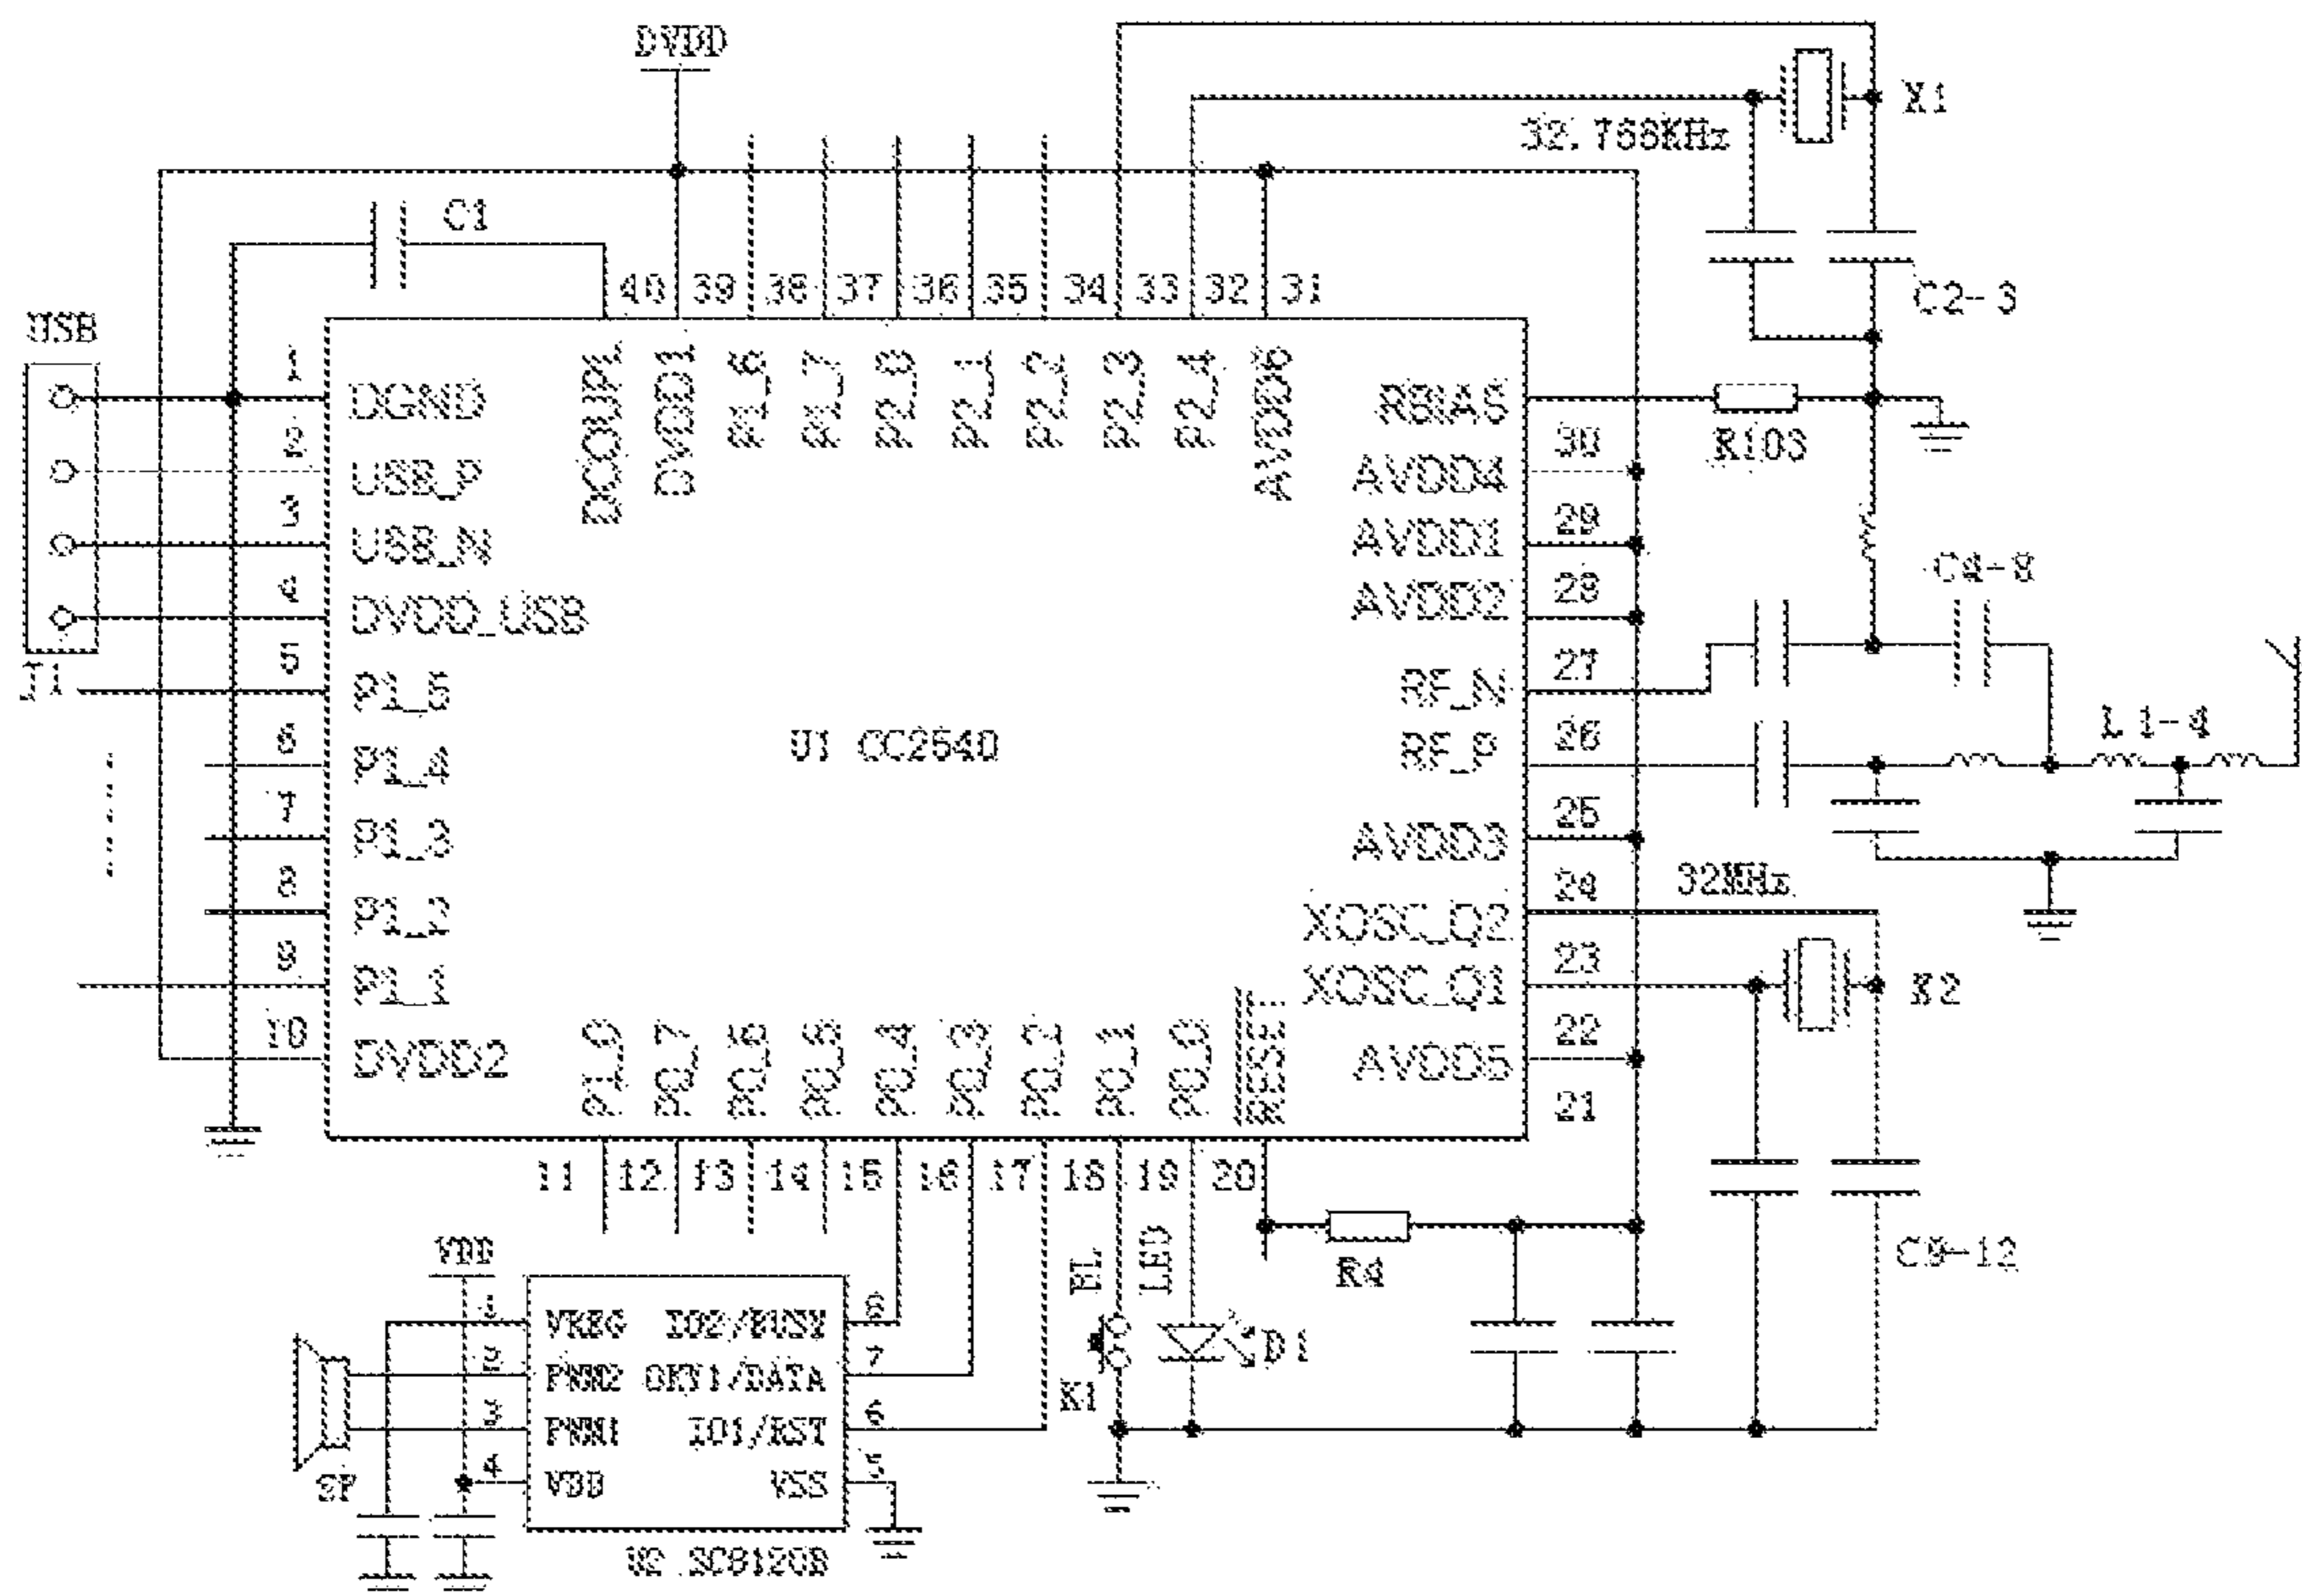 DVDD
X1
32.768KHz
C1
C2-3
40 39 38 37 36 35 34 33 32 31
USB
1 DGND
2 USB_P
3 USB_N
4 DVDD_USB
5 P1_5
6 P1_4
7 P1_3
8 P1_2
9 P1_1
10 DVDD2
J1
DCOUPL DVDD1 P1_6 P1_7 P2_0 P2_1 P2_2 P2_3 P2_4 AVDD6
U1 CC2540
RBIAS 30
AVDD4 29
AVDD1 28
AVDD2 27
RF_N 26
RF_P 25
AVDD3 24
XOSC_Q2 23
XOSC_Q1 22
AVDD5 21
R103
C4-8
L1-4
32MHz
X2
C9-12
P1_0 P0_7 P0_6 P0_5 P0_4 P0_3 P0_2 P0_1 P0_0 RESET
11 12 13 14 15 16 17 18 19 20
LED
R4
K1
D1
VDD
VREG IO2/BUSY 8
2 PWM2 7
3 PWM1 IO1/RST 6
4 VDD VSS 5
SP
U2